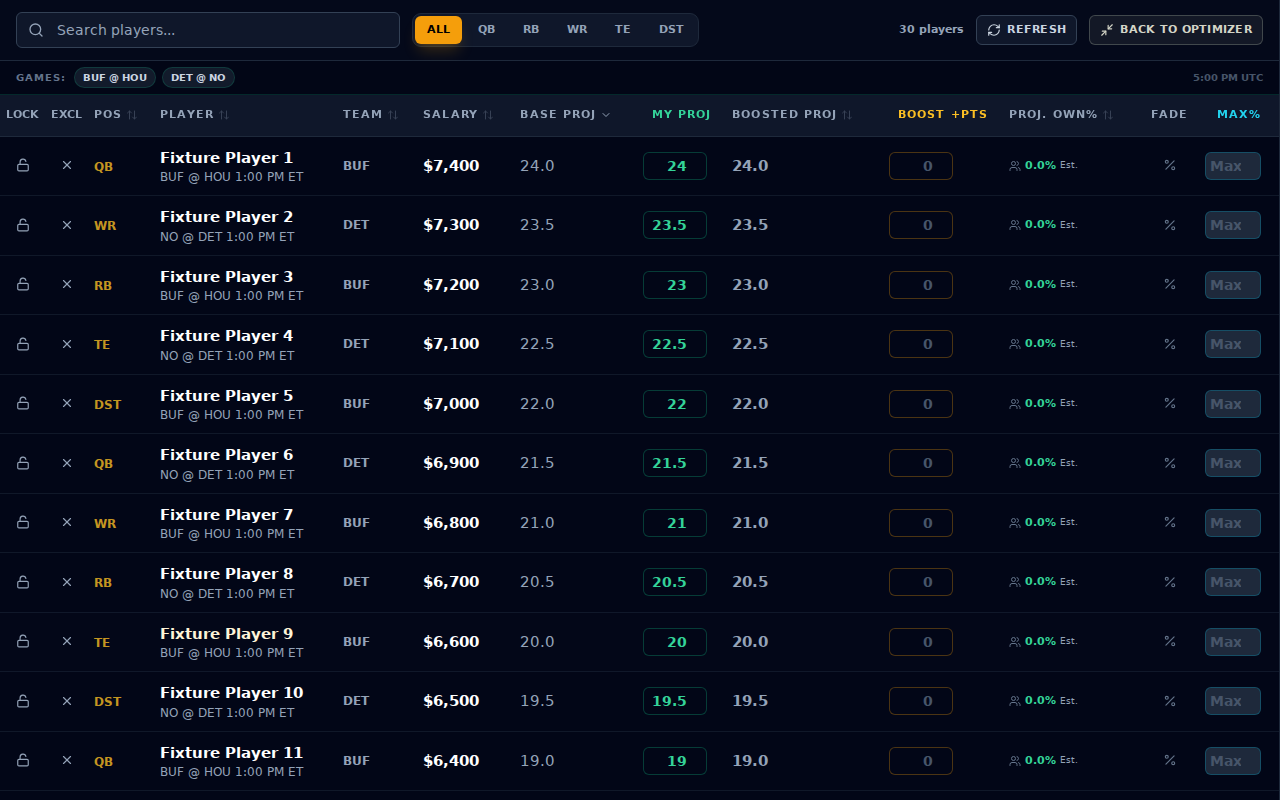 Search players...
ALL QB RB WR TE DST
30 players REFRESH BACK TO OPTIMIZER
GAMES: BUF @ HOU DET @ NO 5:00 PM UTC
LOCK EXCL POS PLAYER TEAM SALARY BASE PROJ MY PROJ BOOSTED PROJ BOOST +PTS PROJ. OWN% FADE MAX%
QB Fixture Player 1 BUF $7,400 24.0 24 24.0 0 0.0% Est. % Max
BUF @ HOU 1:00 PM ET
WR Fixture Player 2 DET $7,300 23.5 23.5 23.5 0 0.0% Est. % Max
NO @ DET 1:00 PM ET
RB Fixture Player 3 BUF $7,200 23.0 23 23.0 0 0.0% Est. % Max
BUF @ HOU 1:00 PM ET
TE Fixture Player 4 DET $7,100 22.5 22.5 22.5 0 0.0% Est. % Max
NO @ DET 1:00 PM ET
DST Fixture Player 5 BUF $7,000 22.0 22 22.0 0 0.0% Est. % Max
BUF @ HOU 1:00 PM ET
QB Fixture Player 6 DET $6,900 21.5 21.5 21.5 0 0.0% Est. % Max
NO @ DET 1:00 PM ET
WR Fixture Player 7 BUF $6,800 21.0 21 21.0 0 0.0% Est. % Max
BUF @ HOU 1:00 PM ET
RB Fixture Player 8 DET $6,700 20.5 20.5 20.5 0 0.0% Est. % Max
NO @ DET 1:00 PM ET
TE Fixture Player 9 BUF $6,600 20.0 20 20.0 0 0.0% Est. % Max
BUF @ HOU 1:00 PM ET
DST Fixture Player 10 DET $6,500 19.5 19.5 19.5 0 0.0% Est. % Max
NO @ DET 1:00 PM ET
QB Fixture Player 11 BUF $6,400 19.0 19 19.0 0 0.0% Est. % Max
BUF @ HOU 1:00 PM ET